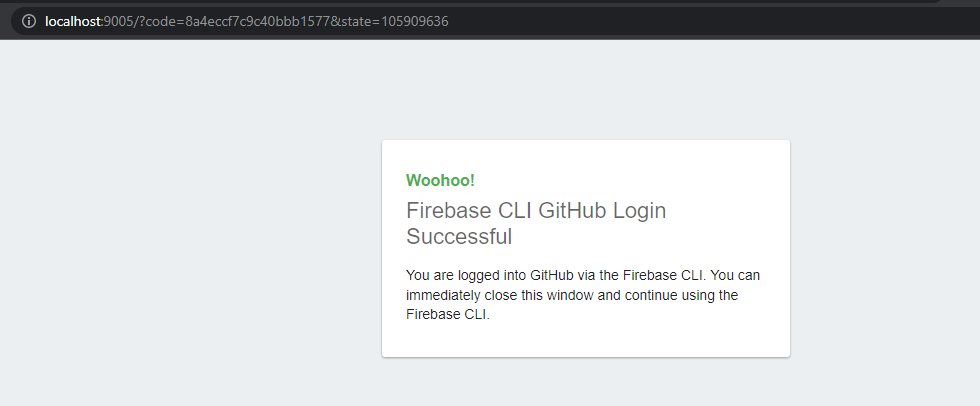 localhost:9005/?code=8a4eccf7c9c40bbb1577&state=105909636
Woohoo!
Firebase CLI GitHub Login
Successful
You are logged into GitHub via the Firebase CLI. You can
immediately close this window and continue using the
Firebase CLI.